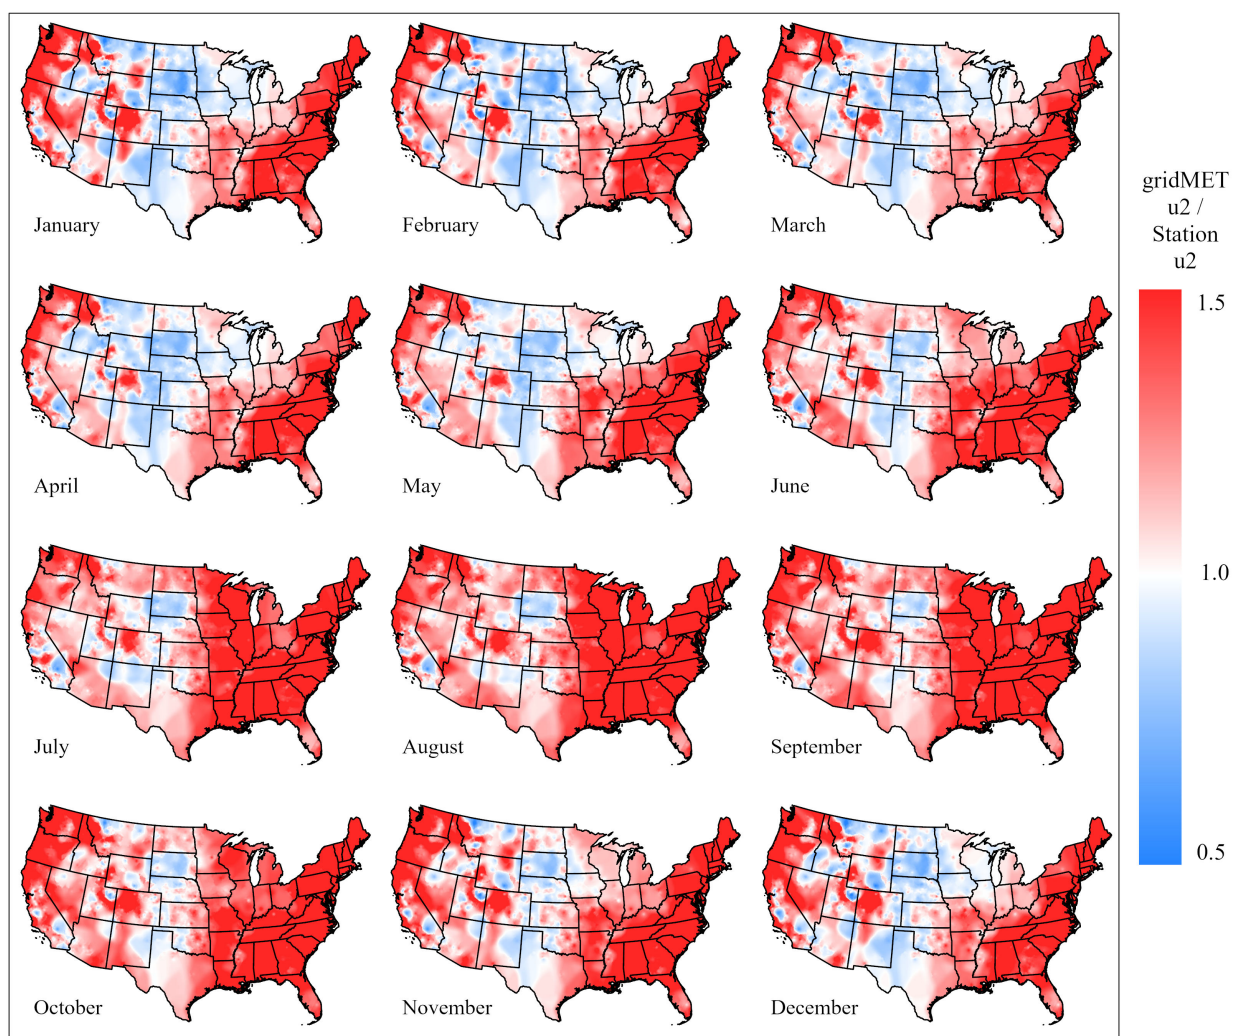 January
February
March
April
May
June
July
August
September
October
November
December
gridMET
u2 /
Station
u2
1.5
1.0
0.5